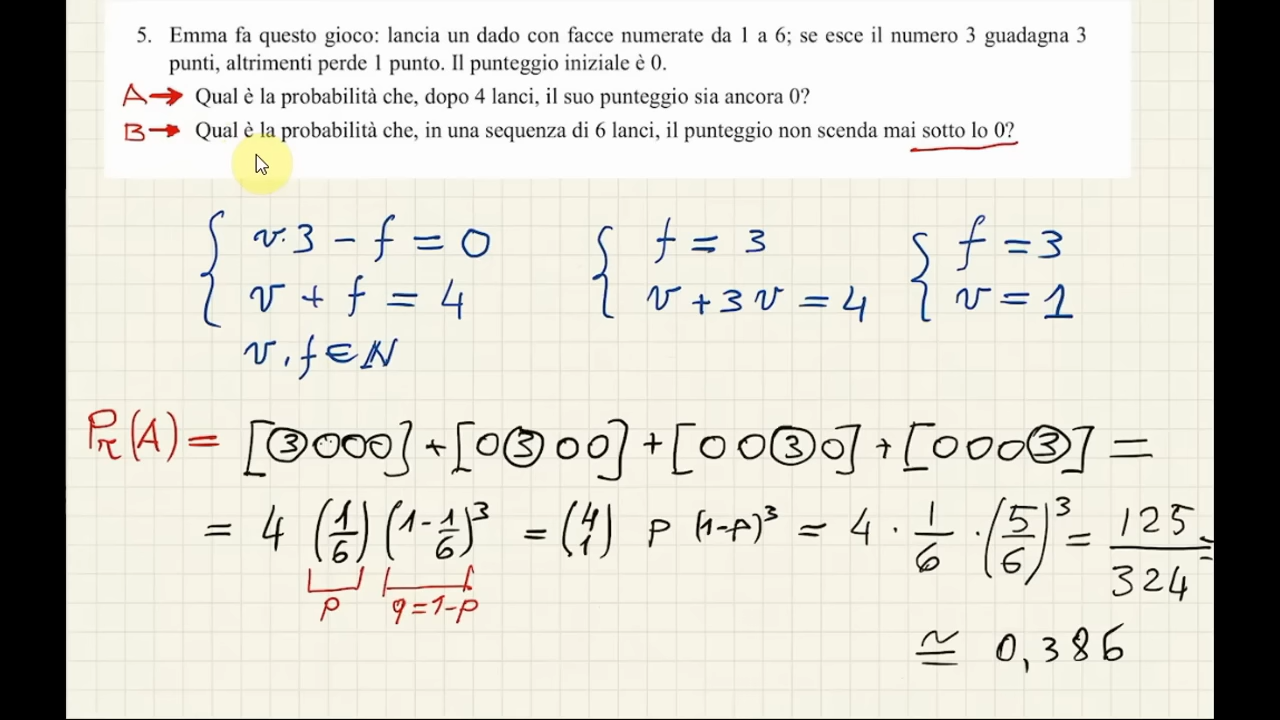 5. Emma fa questo gioco: lancia un dado con facce numerate da 1 a 6; se esce il numero 3 guadagna 3
punti, altrimenti perde 1 punto. Il punteggio iniziale è 0.
A→ Qual è la probabilità che, dopo 4 lanci, il suo punteggio sia ancora 0?
B→ Qual è la probabilità che, in una sequenza di 6 lanci, il punteggio non scenda mai sotto lo 0?
{ v·3 - f = 0 { f = 3 { f = 3
v + f = 4 v + 3v = 4 v = 1
v, f ∈ N
Pr(A) = [③000] + [0③00] + [00③0] + [000③] =
= 4 (1/6) (1 - 1/6)^3 = (4 1) p (1-p)^3 = 4 · 1/6 · (5/6)^3 = 125/324 =
p q = 1-p
≅ 0,386